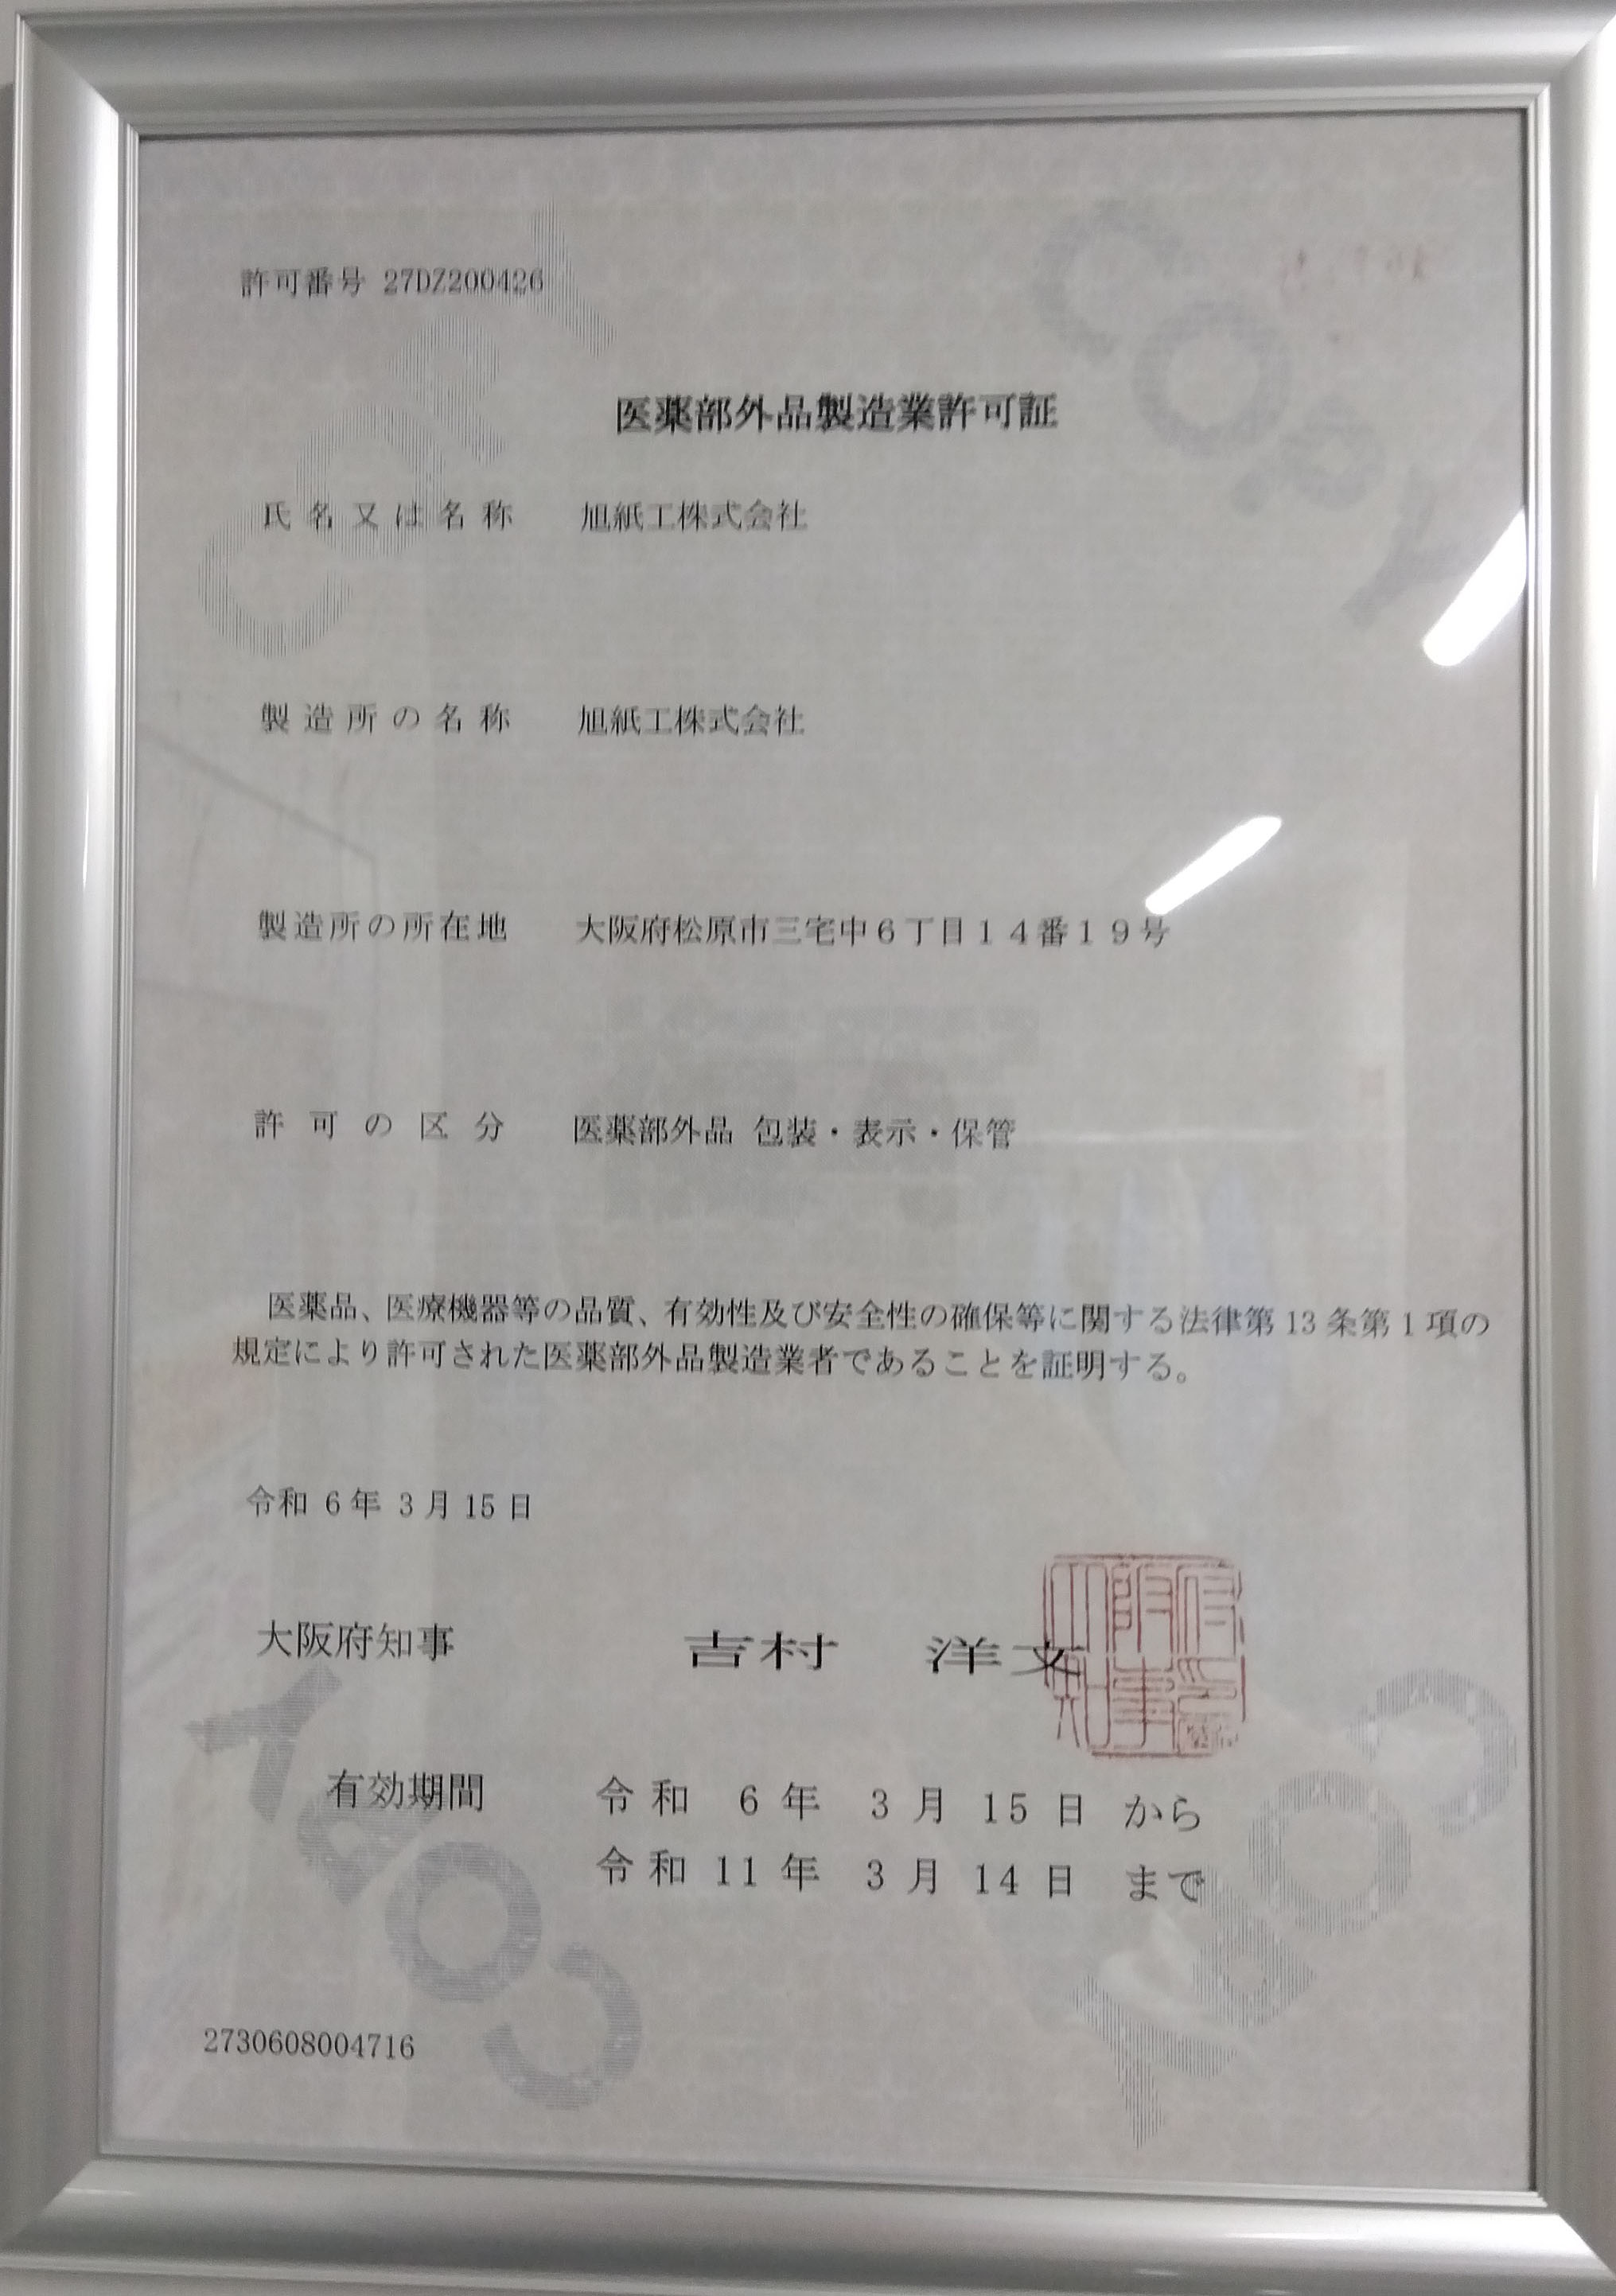 許可番号 27DZ200426
医薬部外品製造業許可証
氏名又は名称 旭紙工株式会社
製造所の名称 旭紙工株式会社
製造所の所在地 大阪府松原市三宅中6丁目14番19号
許可の区分 医薬部外品 包装・表示・保管
医薬品、医療機器等の品質、有効性及び安全性の確保等に関する法律第13条第1項の
規定により許可された医薬部外品製造業者であることを証明する。
令和 6年 3月 15日
大阪府知事 吉村 洋文
有効期間 令和 6年 3月 15日 から
令和 11年 3月 14日 まで
2730608004716
COPY
COPY
COPY
COPY